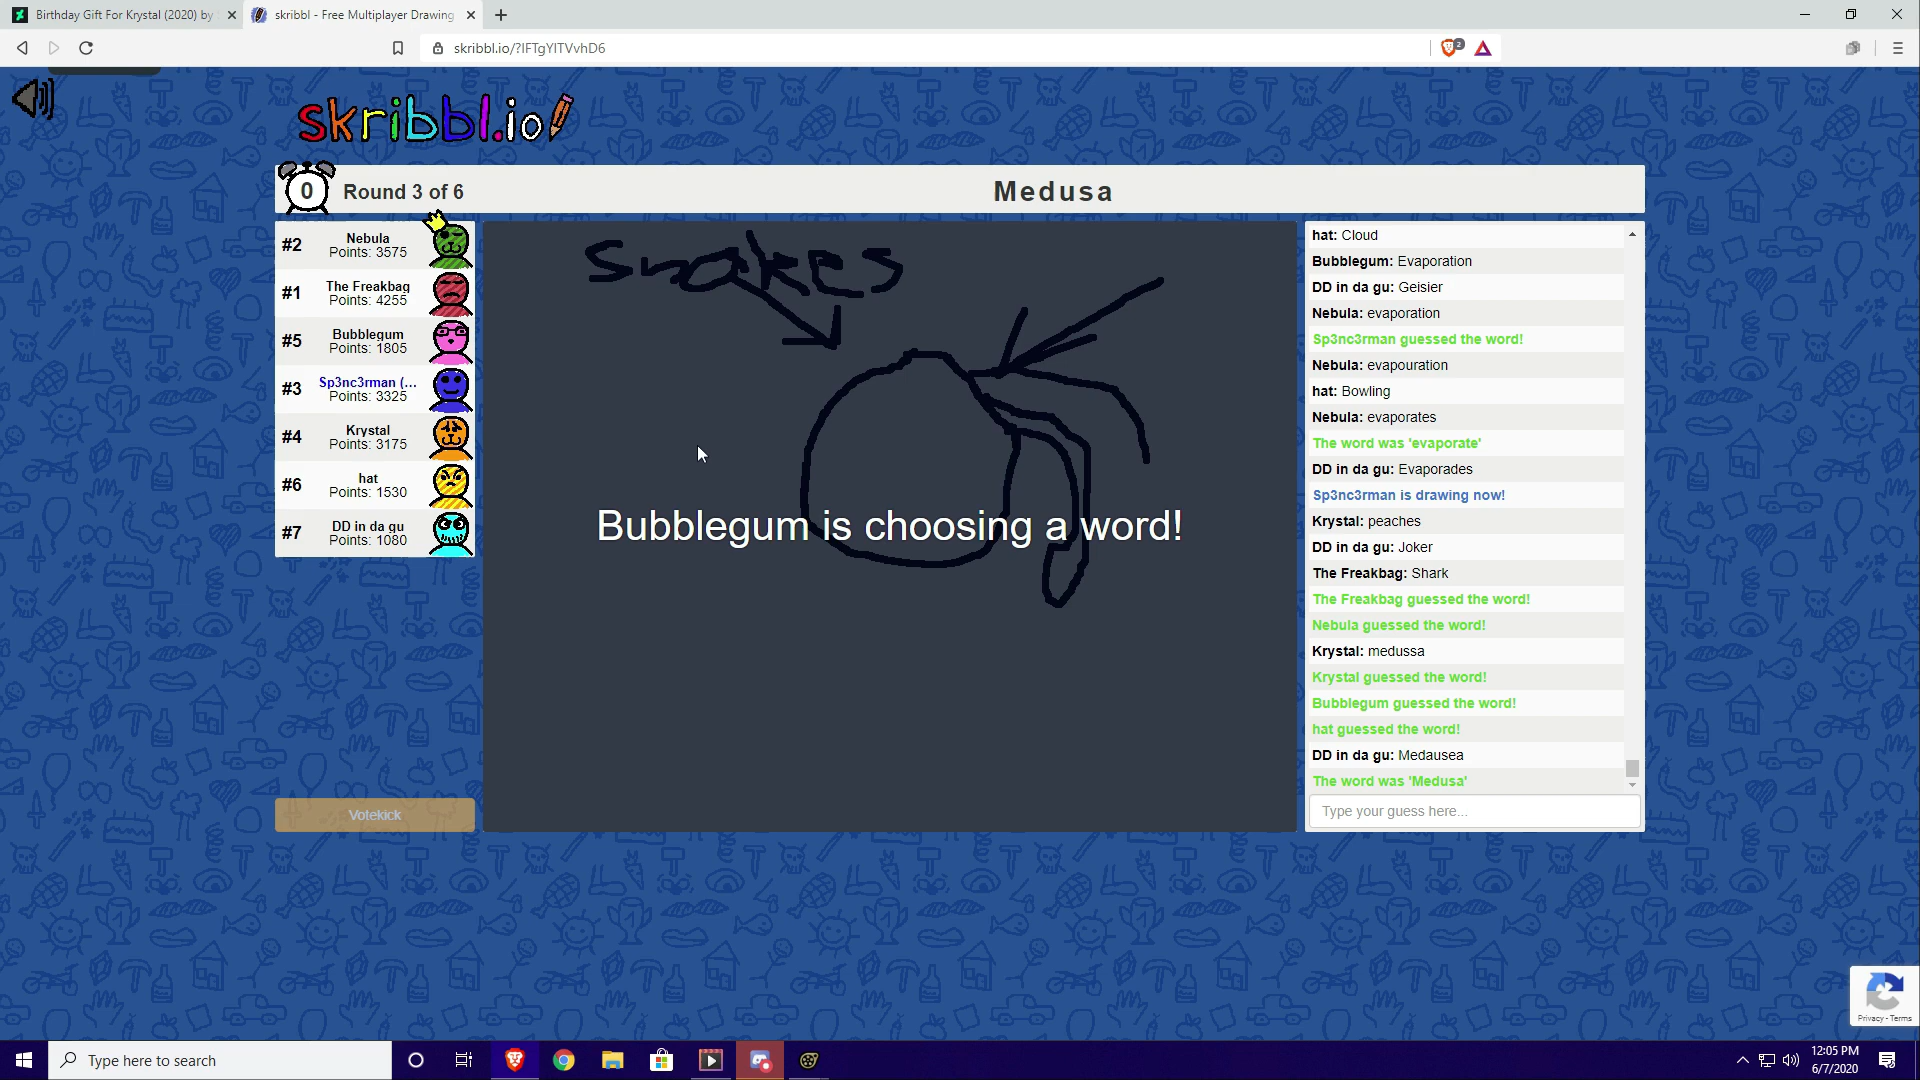 Birthday Gift For Krystal (2020) by
skribbl - Free Multiplayer Drawing
skribbl.io/?lFTgYlTVvhD6
2
skribbl.io
0
Round 3 of 6
Medusa
#2
Nebula
Points: 3575
#1
The Freakbag
Points: 4255
#5
Bubblegum
Points: 1805
#3
Sp3nc3rman (...
Points: 3325
#4
Krystal
Points: 3175
#6
hat
Points: 1530
#7
DD in da gu
Points: 1080
Votekick
Snakes
Bubblegum is choosing a word!
hat: Cloud
Bubblegum: Evaporation
DD in da gu: Geisier
Nebula: evaporation
Sp3nc3rman guessed the word!
Nebula: evapouration
hat: Bowling
Nebula: evaporates
The word was 'evaporate'
DD in da gu: Evaporades
Sp3nc3rman is drawing now!
Krystal: peaches
DD in da gu: Joker
The Freakbag: Shark
The Freakbag guessed the word!
Nebula guessed the word!
Krystal: medussa
Krystal guessed the word!
Bubblegum guessed the word!
hat guessed the word!
DD in da gu: Medausea
The word was 'Medusa'
Type your guess here...
Privacy - Terms
Type here to search
12:05 PM
6/7/2020